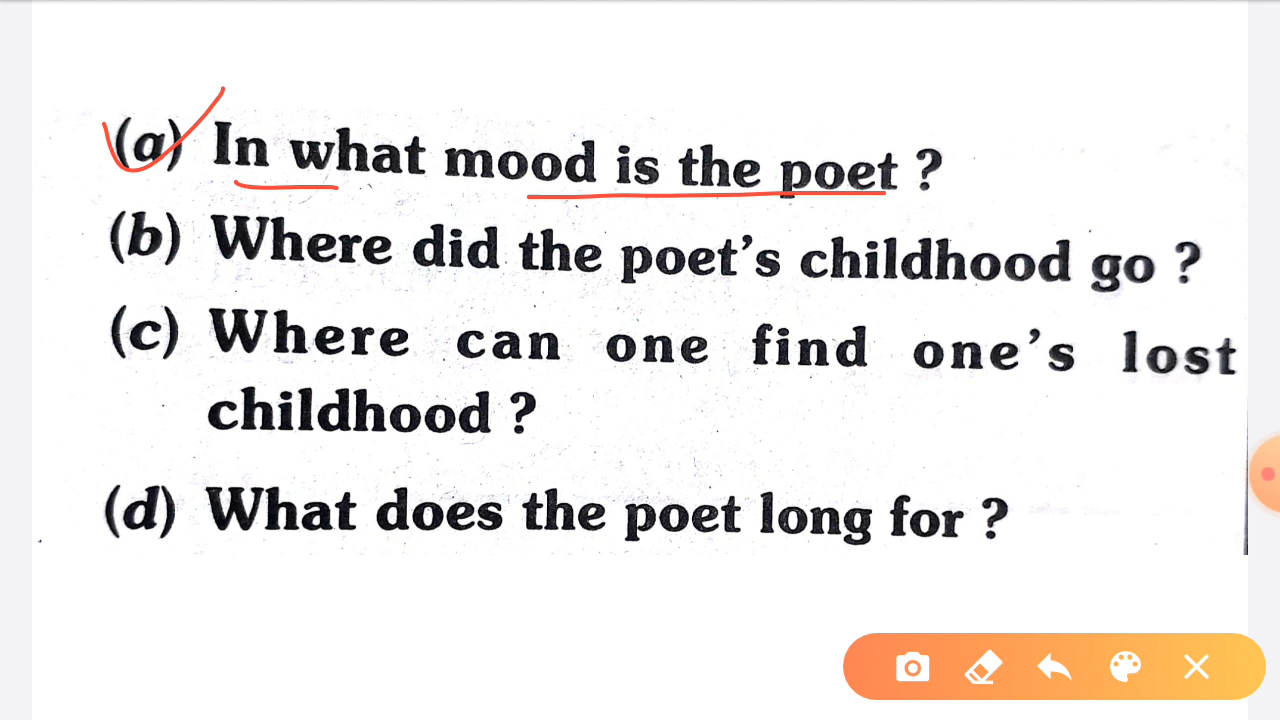 (a) In what mood is the poet ?
(b) Where did the poet's childhood go ?
(c) Where can one find one's lost
childhood ?
(d) What does the poet long for ?